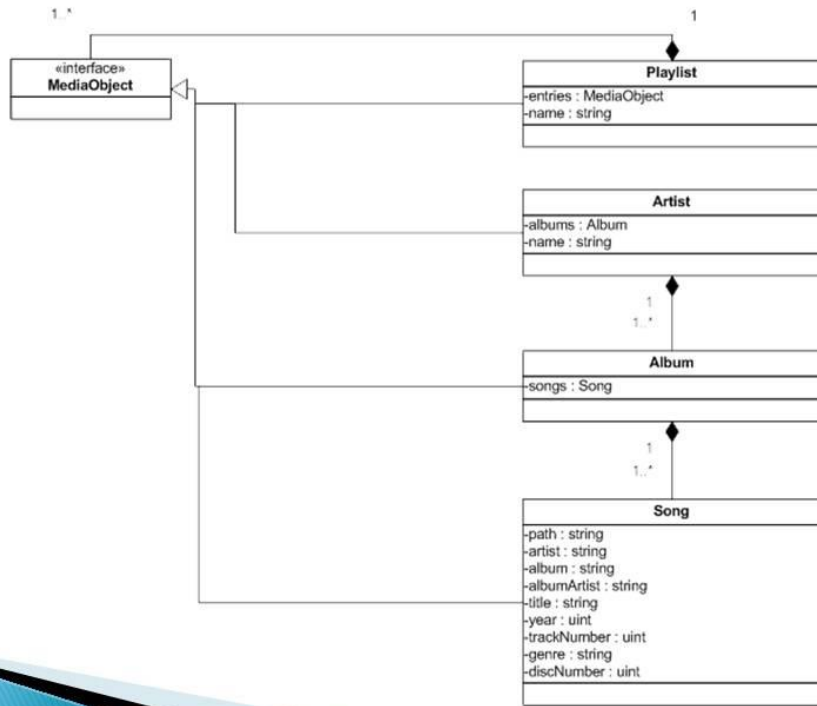 1..*
1
«interface»
MediaObject
Playlist
-entries : MediaObject
-name : string
Artist
-albums : Album
-name : string
1
1..*
Album
-songs : Song
1
1..*
Song
-path : string
-artist : string
-album : string
-albumArtist : string
-title : string
-year : uint
-trackNumber : uint
-genre : string
-discNumber : uint